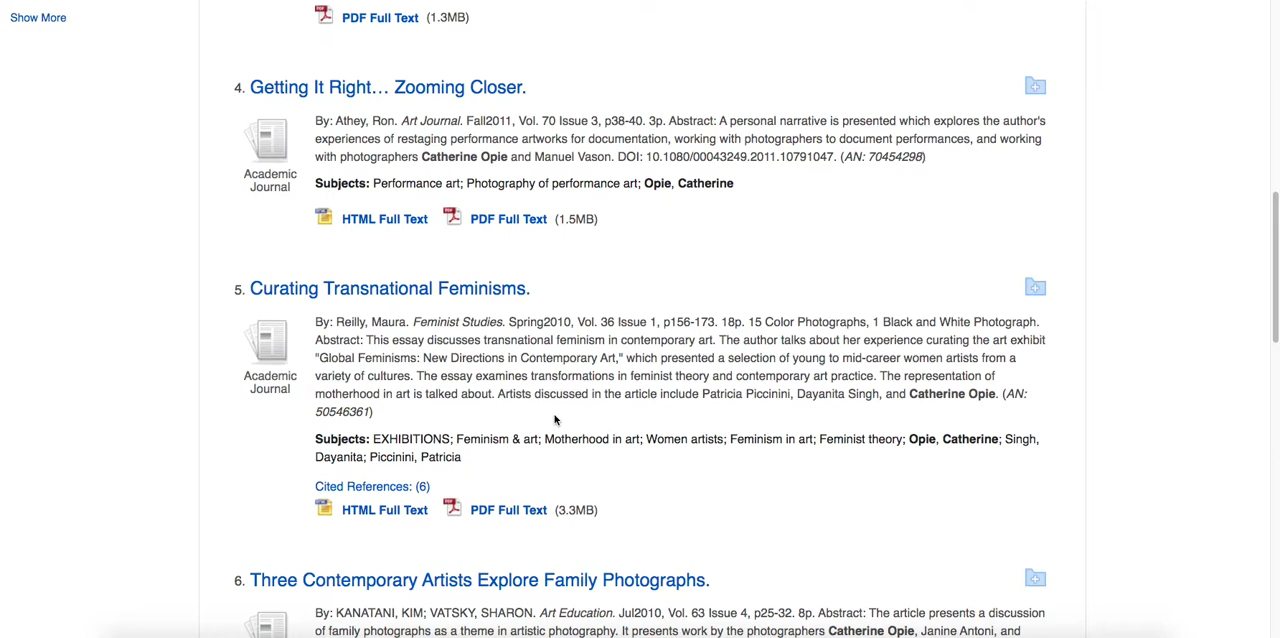 Show More
PDF Full Text (1.3MB)
4. Getting It Right… Zooming Closer.
By: Athey, Ron. Art Journal. Fall2011, Vol. 70 Issue 3, p38-40. 3p. Abstract: A personal narrative is presented which explores the author's
experiences of restaging performance artworks for documentation, working with photographers to document performances, and working
with photographers Catherine Opie and Manuel Vason. DOI: 10.1080/00043249.2011.10791047. (AN: 70454298)
Academic
Journal
Subjects: Performance art; Photography of performance art; Opie, Catherine
HTML Full Text PDF Full Text (1.5MB)
5. Curating Transnational Feminisms.
By: Reilly, Maura. Feminist Studies. Spring2010, Vol. 36 Issue 1, p156-173. 18p. 15 Color Photographs, 1 Black and White Photograph.
Abstract: This essay discusses transnational feminism in contemporary art. The author talks about her experience curating the art exhibit
"Global Feminisms: New Directions in Contemporary Art," which presented a selection of young to mid-career women artists from a
variety of cultures. The essay examines transformations in feminist theory and contemporary art practice. The representation of
motherhood in art is talked about. Artists discussed in the article include Patricia Piccinini, Dayanita Singh, and Catherine Opie. (AN:
50546361)
Academic
Journal
Subjects: EXHIBITIONS; Feminism & art; Motherhood in art; Women artists; Feminism in art; Feminist theory; Opie, Catherine; Singh,
Dayanita; Piccinini, Patricia
Cited References: (6)
HTML Full Text PDF Full Text (3.3MB)
6. Three Contemporary Artists Explore Family Photographs.
By: KANATANI, KIM; VATSKY, SHARON. Art Education. Jul2010, Vol. 63 Issue 4, p25-32. 8p. Abstract: The article presents a discussion
of family photographs as a theme in artistic photography. It presents work by the photographers Catherine Opie, Janine Antoni, and